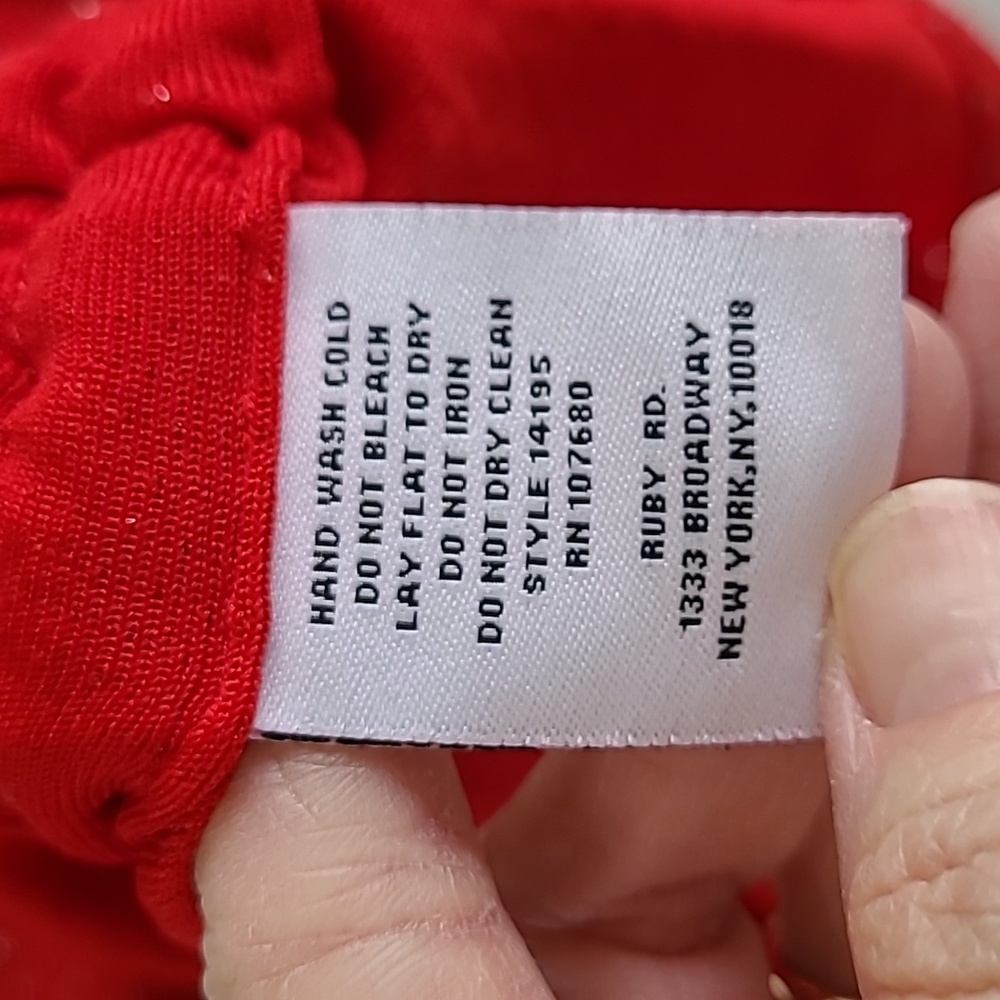 HAND WASH COLD
DO NOT BLEACH
LAY FLAT TO DRY
DO NOT IRON
DO NOT DRY CLEAN
STYLE 14195
RN 107680
RUBY RD.
1333 BROADWAY
NEW YORK,NY,10018